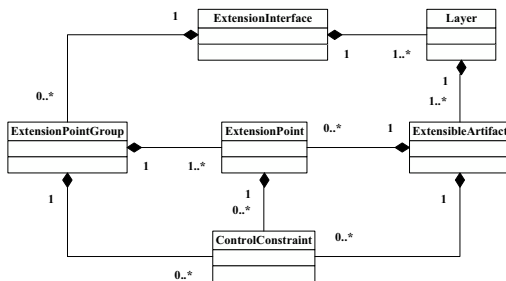 1
ExtensionInterface
Layer
1
1..*
1
0..*
1..*
ExtensionPointGroup
ExtensionPoint
0..*
1
ExtensibleArtifact
1
1..*
1
1
0..*
1
ControlConstraint
0..*
0..*